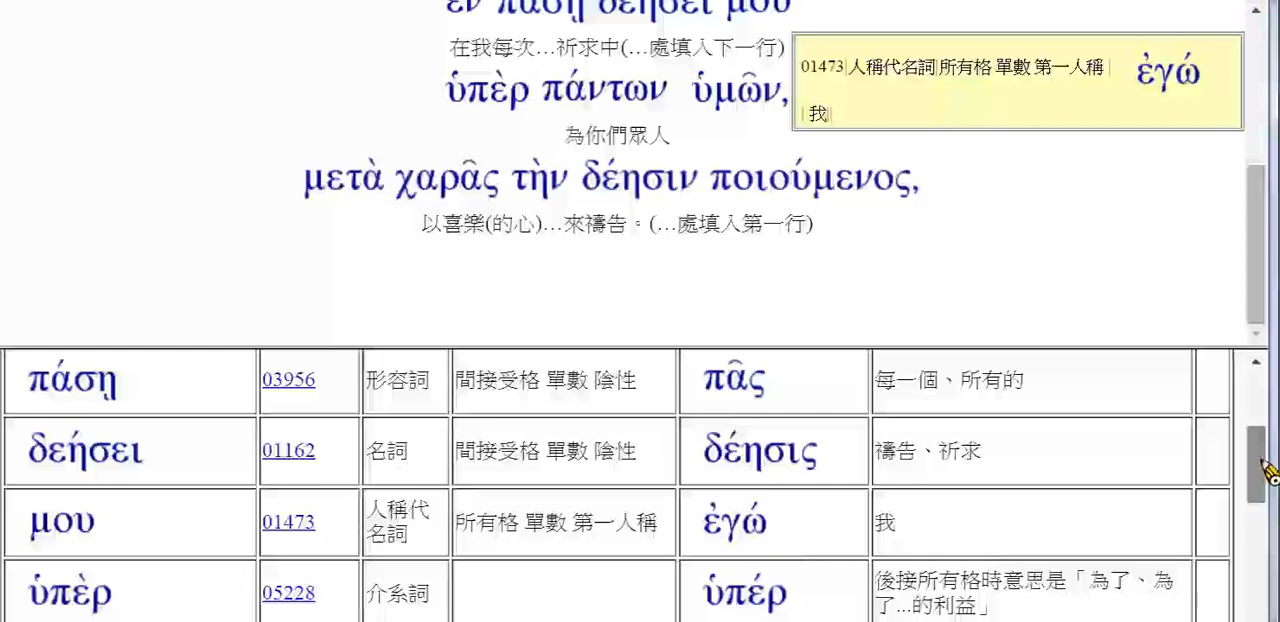 ἐν πάσῃ δεήσει μου
在我每次…祈求中(…處填入下一行)
ὑπὲρ πάντων ὑμῶν,
01473|人稱代名詞|所有格 單數 第一人稱 | ἐγώ
| 我||
為你們眾人
μετὰ χαρᾶς τὴν δέησιν ποιούμενος,
以喜樂(的心)…來禱告。(…處填入第一行)
πάσῃ 03956 形容詞 間接受格 單數 陰性 πᾶς 每一個、所有的
δεήσει 01162 名詞 間接受格 單數 陰性 δέησις 禱告、祈求
μου 01473 人稱代名詞 所有格 單數 第一人稱 ἐγώ 我
ὑπὲρ 05228 介系詞 ὑπέρ 後接所有格時意思是「為了、為了...的利益」